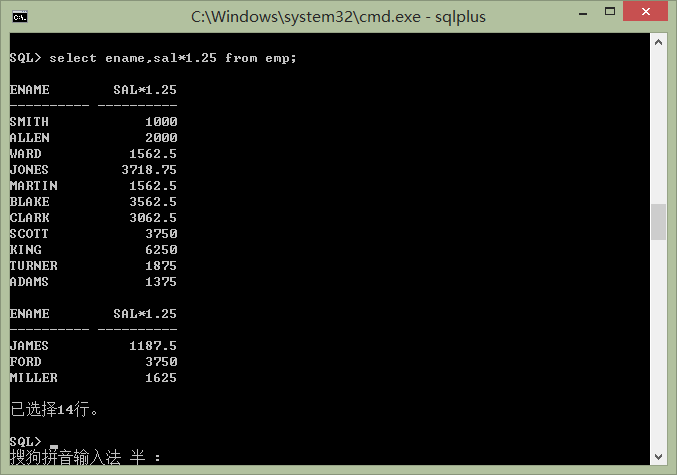 C:\Windows\system32\cmd.exe - sqlplus
SQL> select ename,sal*1.25 from emp;
ENAME        SAL*1.25
---------- ----------
SMITH            1000
ALLEN            2000
WARD           1562.5
JONES         3718.75
MARTIN         1562.5
BLAKE          3562.5
CLARK          3062.5
SCOTT            3750
KING             6250
TURNER           1875
ADAMS            1375
ENAME        SAL*1.25
---------- ----------
JAMES          1187.5
FORD             3750
MILLER           1625
已选择14行。
SQL> _
搜狗拼音输入法 半 :